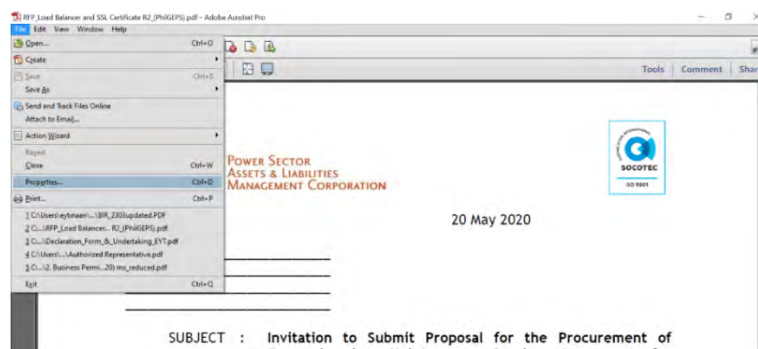 RFP_Load Balancer and SSL Certificate R2_(PhilGEPS).pdf - Adobe Acrobat Pro
File Edit View Window Help
Open... Ctrl+O
Create
Save Ctrl+S
Save As
Send and Track Files Online
Attach to Email...
Action Wizard
Revert
Close Ctrl+W
Properties... Ctrl+D
Print... Ctrl+P
1 C:\Users\eytinaan\...\BIR_2303updated.PDF
2 C:\...\RFP_Load Balancer... R2_(PhilGEPS).pdf
3 C:\...\Declaration_Form_&_Undertaking_EYT.pdf
4 C:\Users\...\Authorized Representative.pdf
5 C:\...\2. Business Permi...20) ms_reduced.pdf
Exit Ctrl+Q
Tools Comment Shar
POWER SECTOR
ASSETS & LIABILITIES
MANAGEMENT CORPORATION
SOCOTEC
ISO 9001
20 May 2020
SUBJECT : Invitation to Submit Proposal for the Procurement of